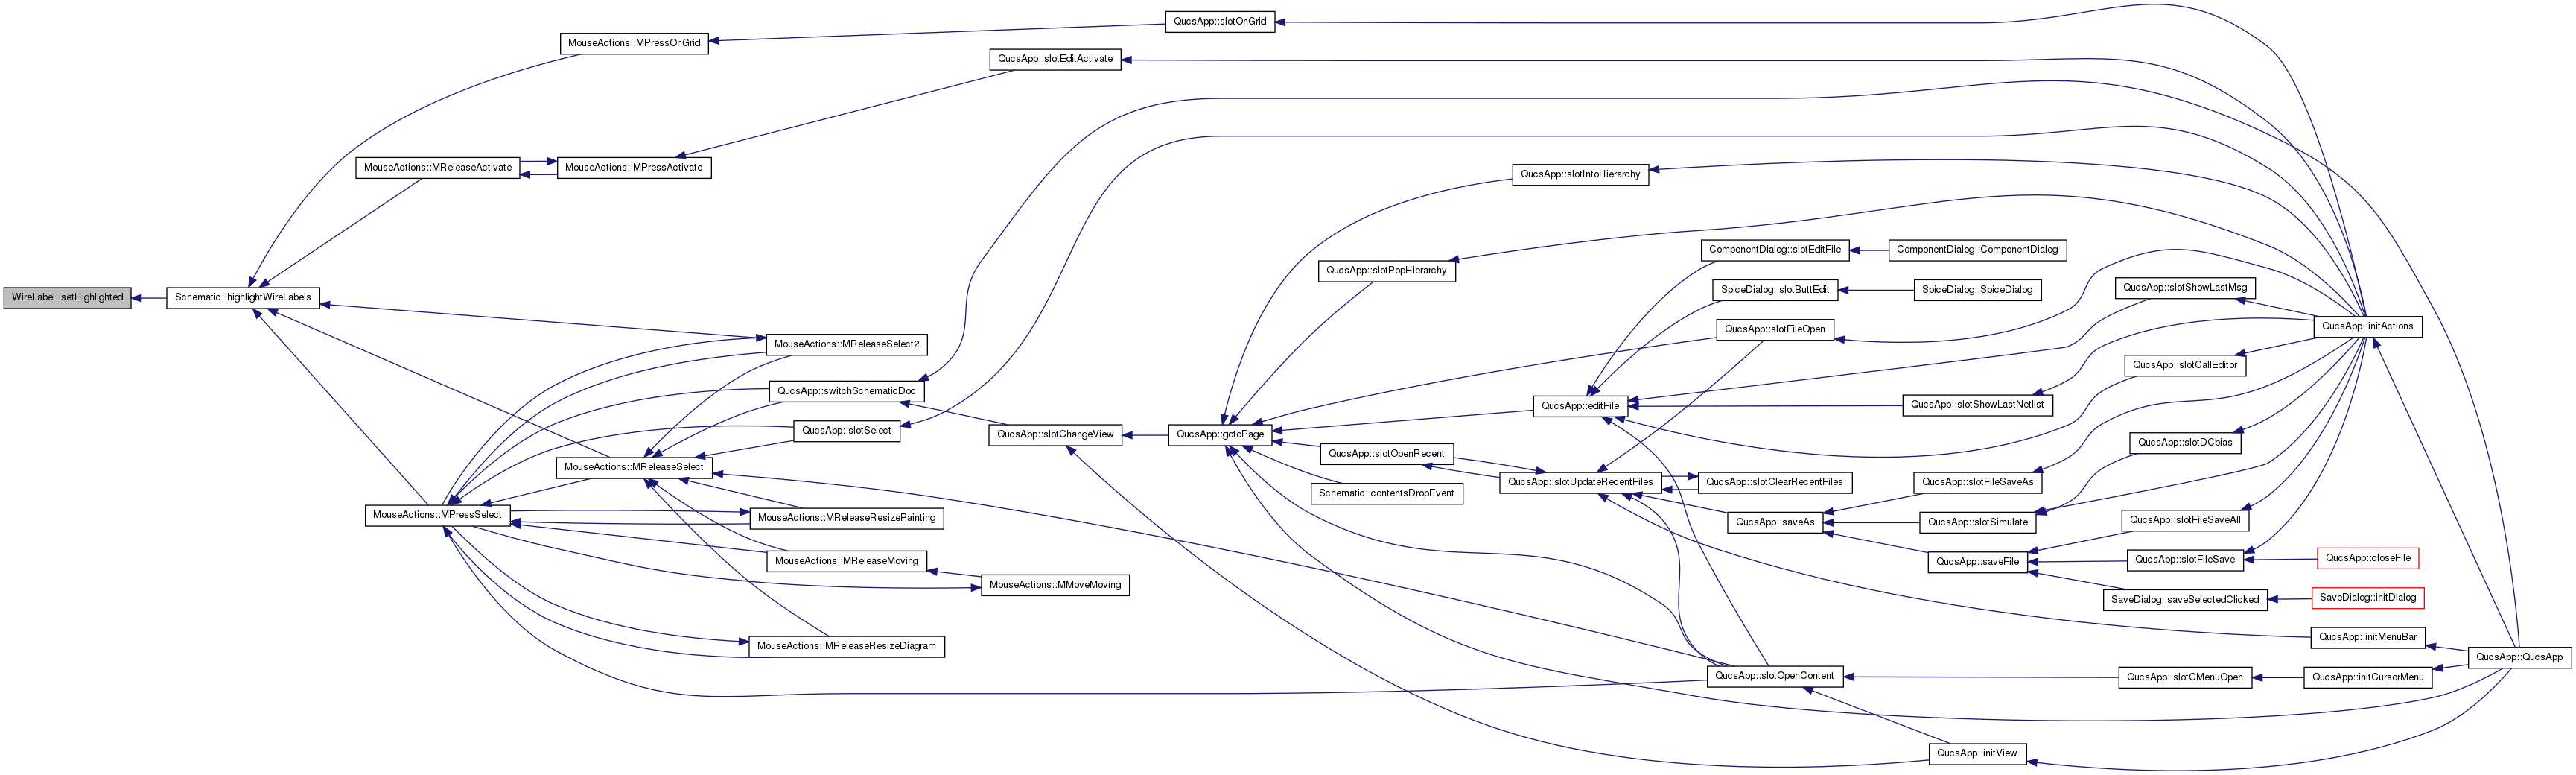 WireLabel::setHighlighted
Schematic::highlightWireLabels
MouseActions::MPressOnGrid
QucsApp::slotOnGrid
QucsApp::slotEditActivate
MouseActions::MReleaseActivate
MouseActions::MPressActivate
MouseActions::MReleaseSelect2
QucsApp::switchSchematicDoc
QucsApp::slotSelect
MouseActions::MReleaseSelect
MouseActions::MPressSelect
MouseActions::MReleaseResizePainting
MouseActions::MReleaseMoving
MouseActions::MMoveMoving
MouseActions::MReleaseResizeDiagram
QucsApp::slotChangeView
QucsApp::gotoPage
QucsApp::slotIntoHierarchy
QucsApp::slotPopHierarchy
QucsApp::slotOpenRecent
Schematic::contentsDropEvent
QucsApp::editFile
QucsApp::slotUpdateRecentFiles
ComponentDialog::slotEditFile
ComponentDialog::ComponentDialog
SpiceDialog::slotButtEdit
SpiceDialog::SpiceDialog
QucsApp::slotFileOpen
QucsApp::slotClearRecentFiles
QucsApp::saveAs
QucsApp::slotOpenContent
QucsApp::slotShowLastNetlist
QucsApp::slotFileSaveAs
QucsApp::slotSimulate
QucsApp::saveFile
QucsApp::initView
QucsApp::slotShowLastMsg
QucsApp::slotCallEditor
QucsApp::slotDCbias
QucsApp::slotFileSaveAll
QucsApp::slotFileSave
SaveDialog::saveSelectedClicked
QucsApp::slotCMenuOpen
QucsApp::initActions
QucsApp::closeFile
SaveDialog::initDialog
QucsApp::initMenuBar
QucsApp::initCursorMenu
QucsApp::QucsApp